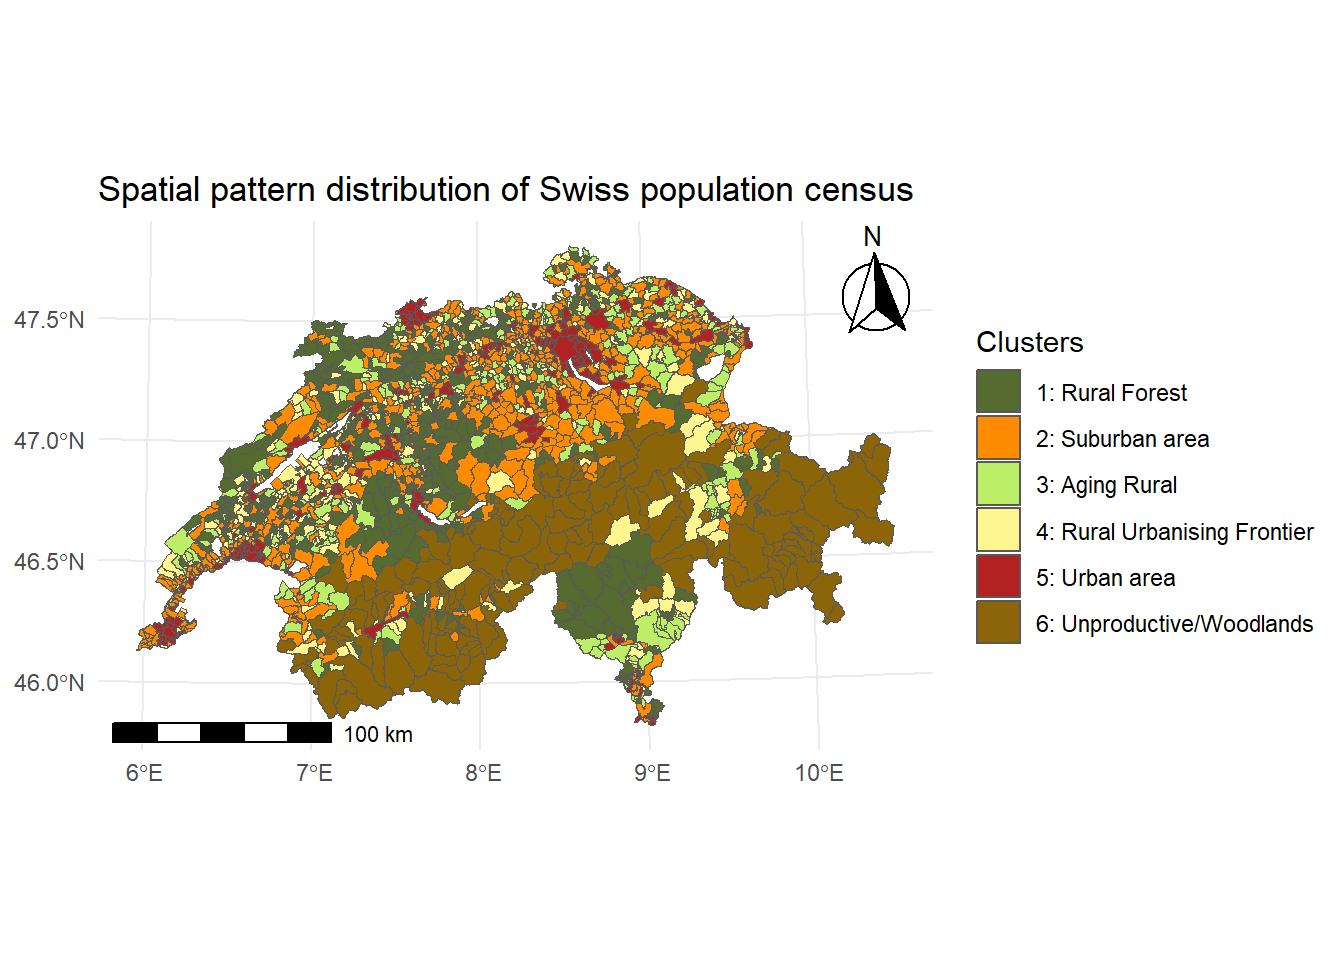 Spatial pattern distribution of Swiss population census
N
47.5°N
47.0°N
46.5°N
46.0°N
100 km
6°E
7°E
8°E
9°E
10°E
Clusters
1: Rural Forest
2: Suburban area
3: Aging Rural
4: Rural Urbanising Frontier
5: Urban area
6: Unproductive/Woodlands